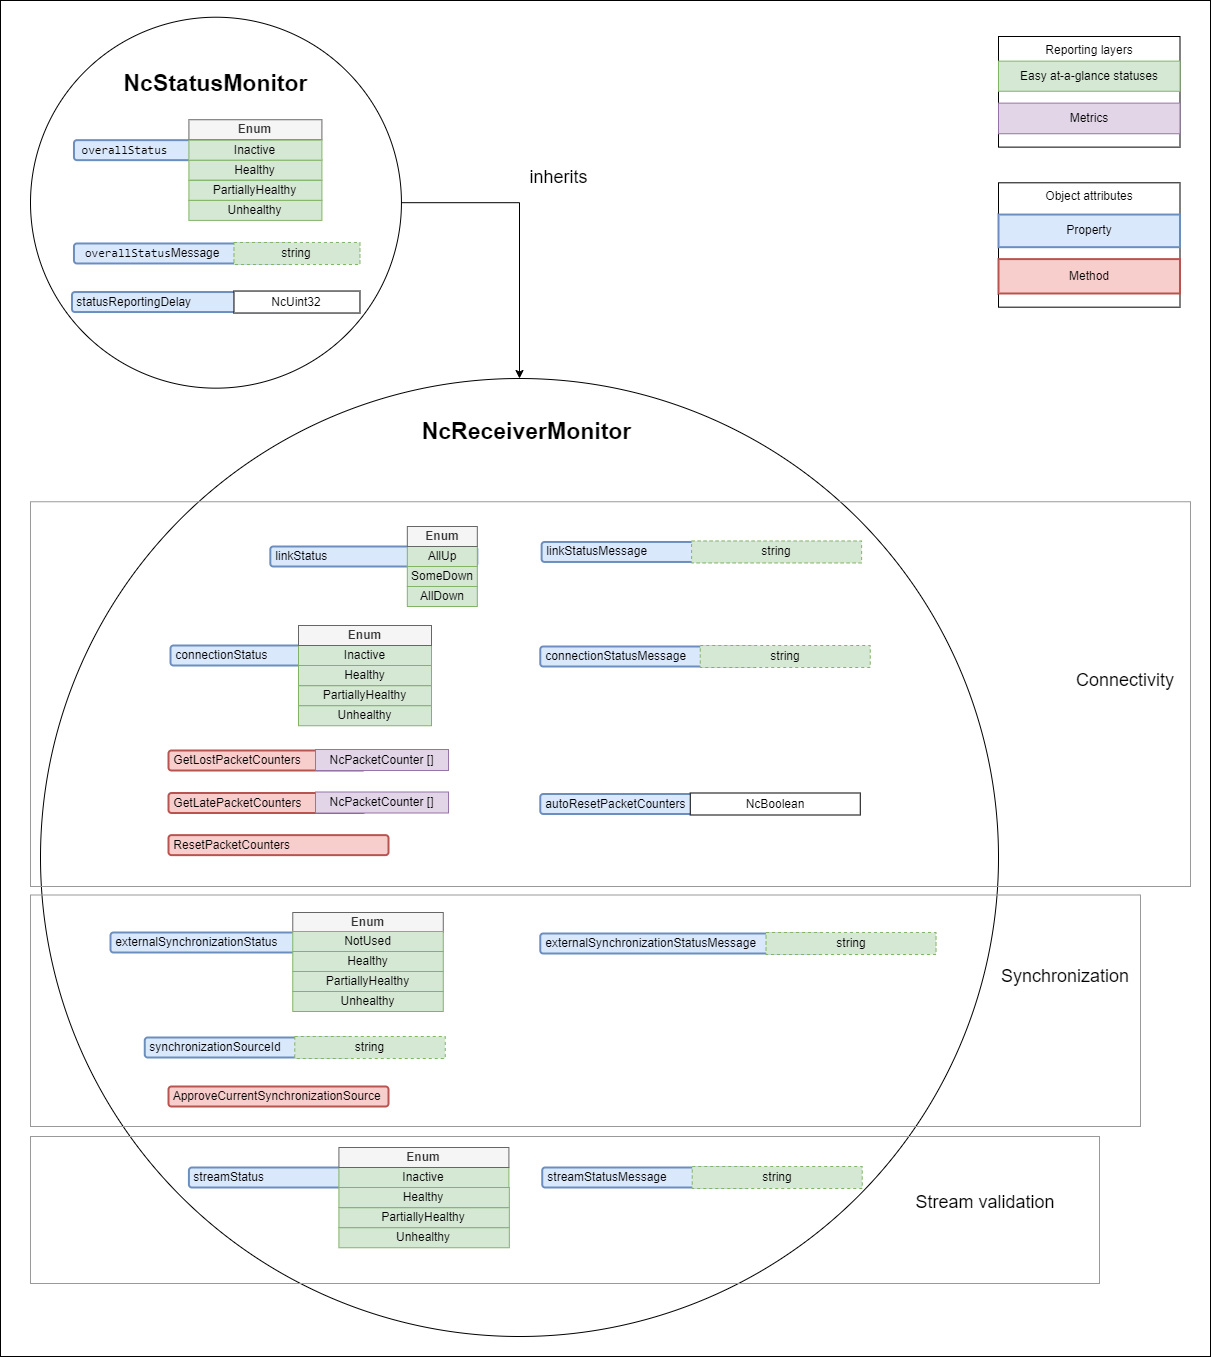 NcStatusMonitor
Enum
overallStatus
Inactive
Healthy
PartiallyHealthy
Unhealthy
overallStatusMessage
string
statusReportingDelay
NcUint32
inherits
Reporting layers
Easy at-a-glance statuses
Metrics
Object attributes
Property
Method
NcReceiverMonitor
Enum
linkStatus
AllUp
SomeDown
AllDown
linkStatusMessage
string
Enum
connectionStatus
Inactive
Healthy
PartiallyHealthy
Unhealthy
connectionStatusMessage
string
Connectivity
GetLostPacketCounters
NcPacketCounter []
GetLatePacketCounters
NcPacketCounter []
autoResetPacketCounters
NcBoolean
ResetPacketCounters
Enum
externalSynchronizationStatus
NotUsed
Healthy
PartiallyHealthy
Unhealthy
externalSynchronizationStatusMessage
string
Synchronization
synchronizationSourceId
string
ApproveCurrentSynchronizationSource
Enum
streamStatus
Inactive
Healthy
PartiallyHealthy
Unhealthy
streamStatusMessage
string
Stream validation